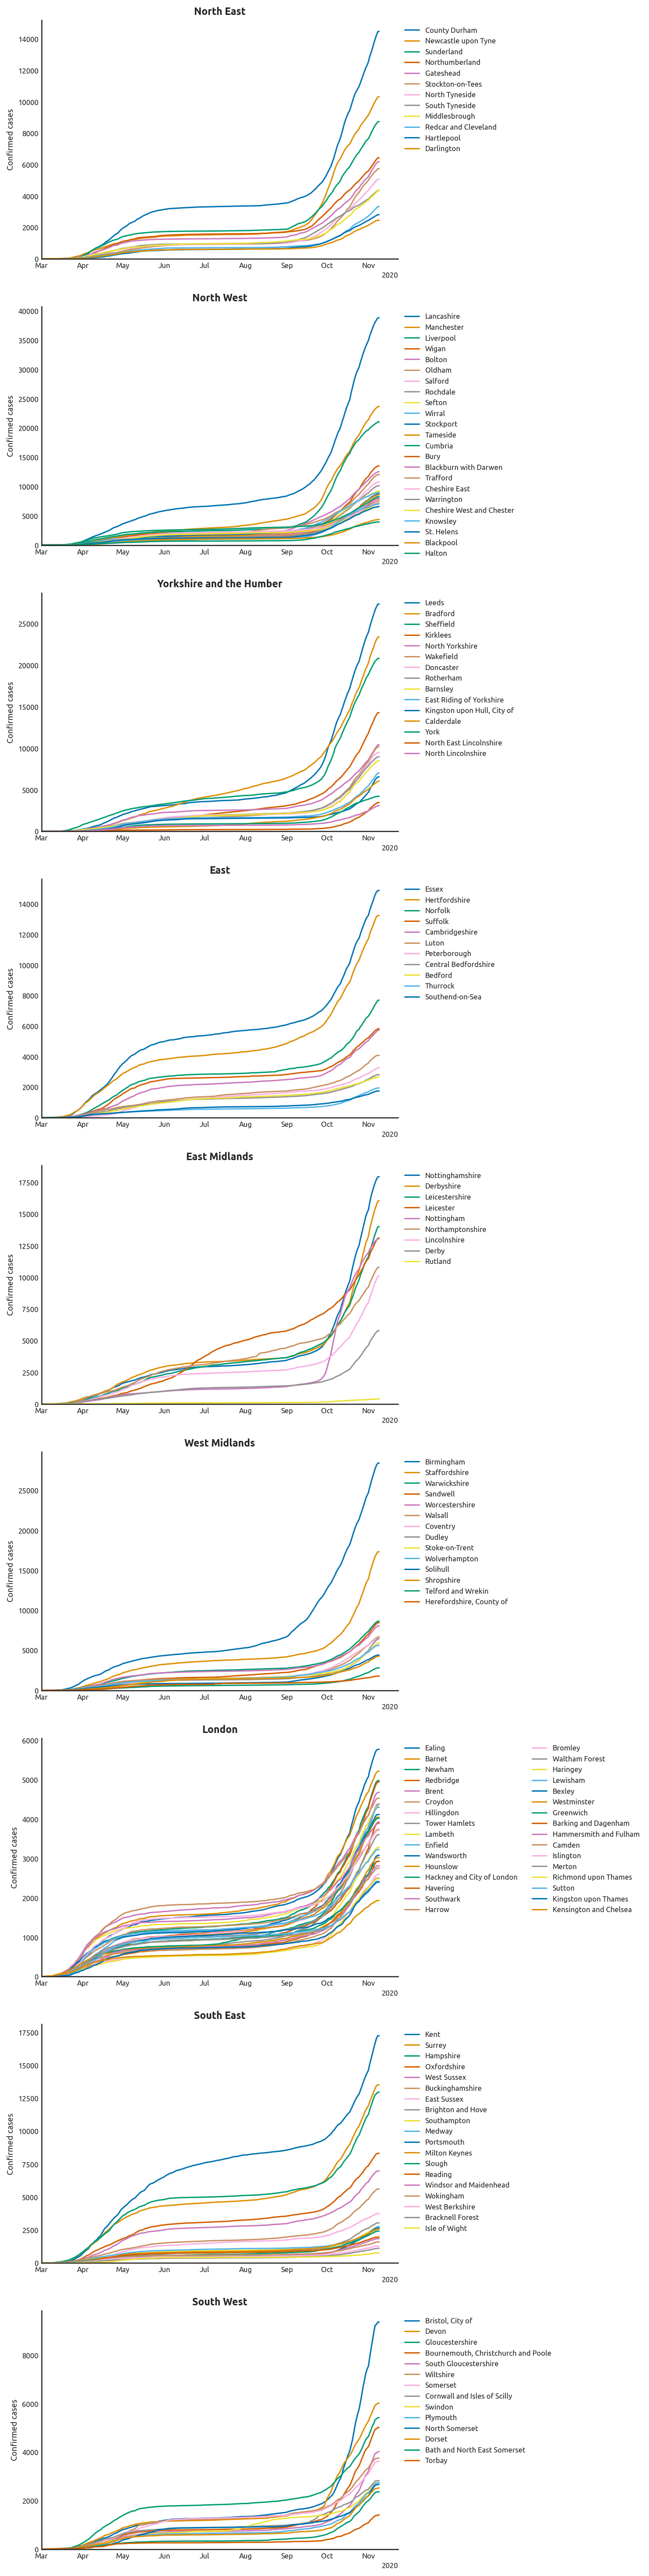 North East
Confirmed cases
14000
12000
10000
8000
6000
4000
2000
0
Mar Apr May Jun Jul Aug Sep Oct Nov
2020
County Durham
Newcastle upon Tyne
Sunderland
Northumberland
Gateshead
Stockton-on-Tees
North Tyneside
South Tyneside
Middlesbrough
Redcar and Cleveland
Hartlepool
Darlington
North West
Confirmed cases
40000
35000
30000
25000
20000
15000
10000
5000
0
Mar Apr May Jun Jul Aug Sep Oct Nov
2020
Lancashire
Manchester
Liverpool
Wigan
Bolton
Oldham
Salford
Rochdale
Sefton
Wirral
Stockport
Tameside
Cumbria
Bury
Blackburn with Darwen
Trafford
Cheshire East
Warrington
Cheshire West and Chester
Knowsley
St. Helens
Blackpool
Halton
Yorkshire and the Humber
Confirmed cases
25000
20000
15000
10000
5000
0
Mar Apr May Jun Jul Aug Sep Oct Nov
2020
Leeds
Bradford
Sheffield
Kirklees
North Yorkshire
Wakefield
Doncaster
Rotherham
Barnsley
East Riding of Yorkshire
Kingston upon Hull, City of
Calderdale
York
North East Lincolnshire
North Lincolnshire
East
Confirmed cases
14000
12000
10000
8000
6000
4000
2000
0
Mar Apr May Jun Jul Aug Sep Oct Nov
2020
Essex
Hertfordshire
Norfolk
Suffolk
Cambridgeshire
Luton
Peterborough
Central Bedfordshire
Bedford
Thurrock
Southend-on-Sea
East Midlands
Confirmed cases
17500
15000
12500
10000
7500
5000
2500
0
Mar Apr May Jun Jul Aug Sep Oct Nov
2020
Nottinghamshire
Derbyshire
Leicestershire
Leicester
Nottingham
Northamptonshire
Lincolnshire
Derby
Rutland
West Midlands
Confirmed cases
25000
20000
15000
10000
5000
0
Mar Apr May Jun Jul Aug Sep Oct Nov
2020
Birmingham
Staffordshire
Warwickshire
Sandwell
Worcestershire
Walsall
Coventry
Dudley
Stoke-on-Trent
Wolverhampton
Solihull
Shropshire
Telford and Wrekin
Herefordshire, County of
London
Confirmed cases
6000
5000
4000
3000
2000
1000
0
Mar Apr May Jun Jul Aug Sep Oct Nov
2020
Ealing
Barnet
Newham
Redbridge
Brent
Croydon
Hillingdon
Tower Hamlets
Lambeth
Enfield
Wandsworth
Hounslow
Hackney and City of London
Havering
Southwark
Harrow
Bromley
Waltham Forest
Haringey
Lewisham
Bexley
Westminster
Greenwich
Barking and Dagenham
Hammersmith and Fulham
Camden
Islington
Merton
Richmond upon Thames
Sutton
Kingston upon Thames
Kensington and Chelsea
South East
Confirmed cases
17500
15000
12500
10000
7500
5000
2500
0
Mar Apr May Jun Jul Aug Sep Oct Nov
2020
Kent
Surrey
Hampshire
Oxfordshire
West Sussex
Buckinghamshire
East Sussex
Brighton and Hove
Southampton
Medway
Portsmouth
Milton Keynes
Slough
Reading
Windsor and Maidenhead
Wokingham
West Berkshire
Bracknell Forest
Isle of Wight
South West
Confirmed cases
8000
6000
4000
2000
0
Mar Apr May Jun Jul Aug Sep Oct Nov
2020
Bristol, City of
Devon
Gloucestershire
Bournemouth, Christchurch and Poole
South Gloucestershire
Wiltshire
Somerset
Cornwall and Isles of Scilly
Swindon
Plymouth
North Somerset
Dorset
Bath and North East Somerset
Torbay